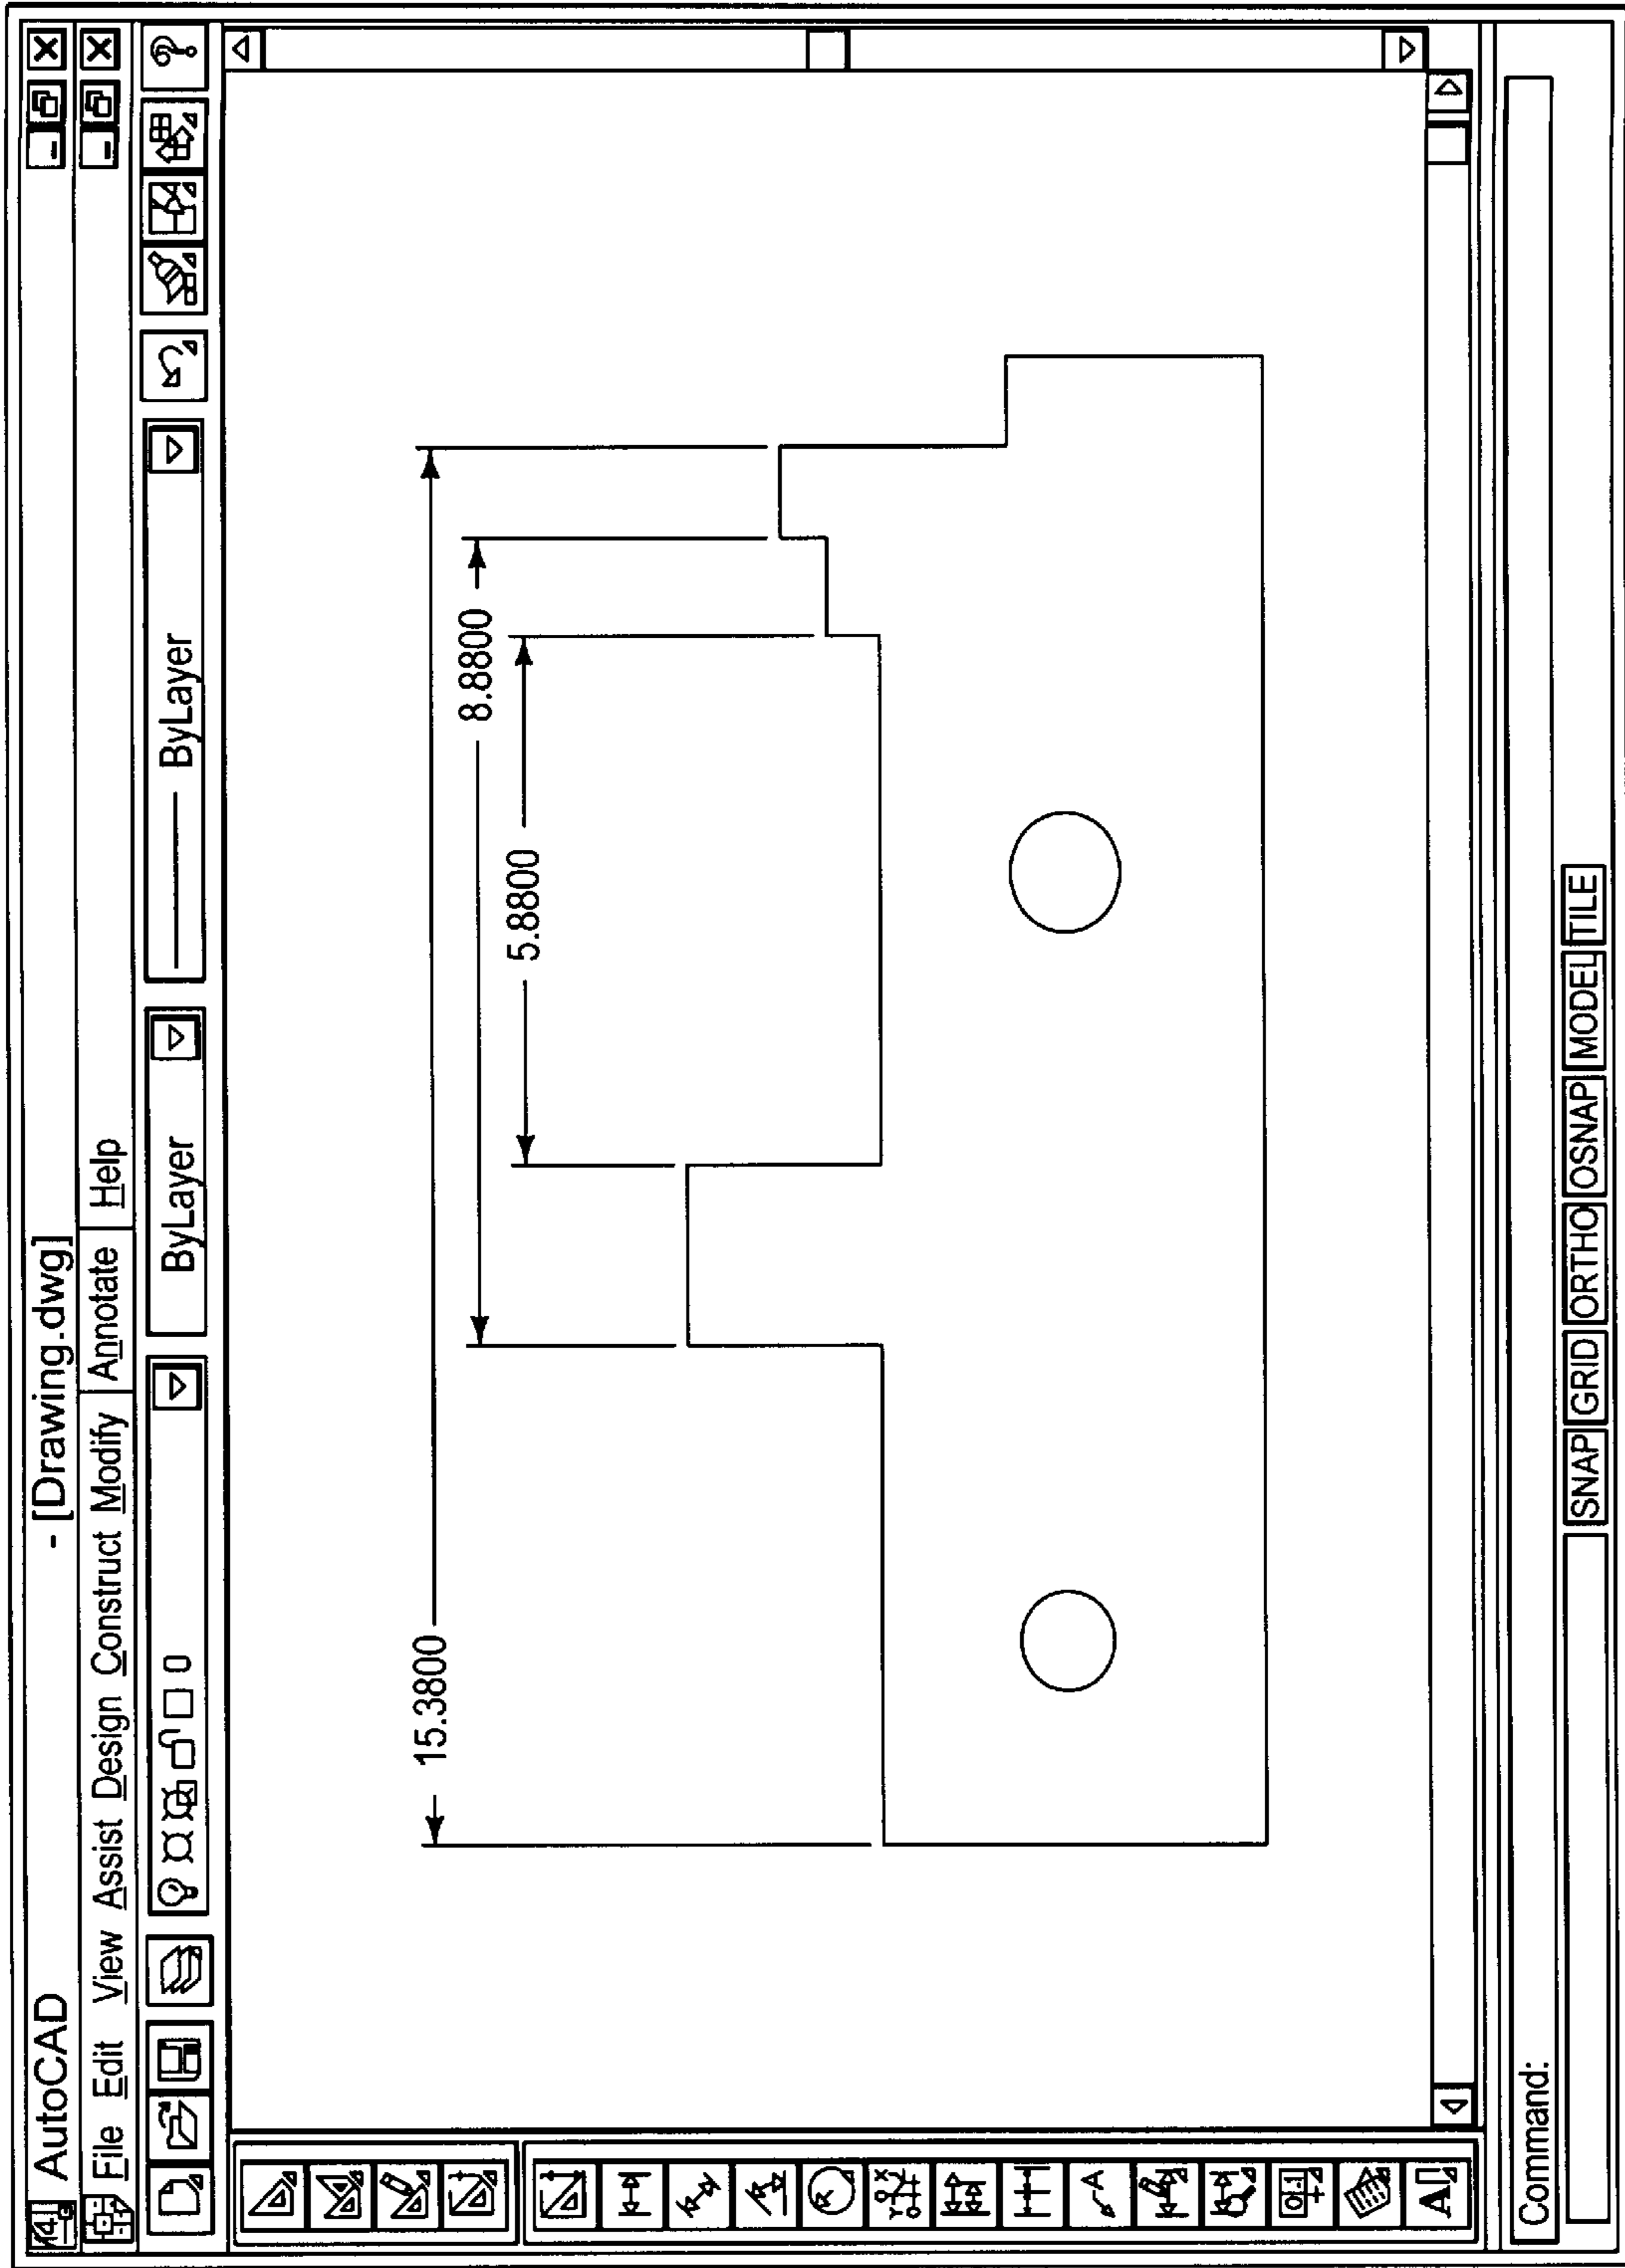 AutoCAD - [Drawing.dwg]
File Edit View Assist Design Construct Modify Annotate Help
0 ByLayer ByLayer
15.3800
8.8800
5.8800
A
Y
X
A
Command:
SNAP GRID ORTHO OSNAP MODEL TILE